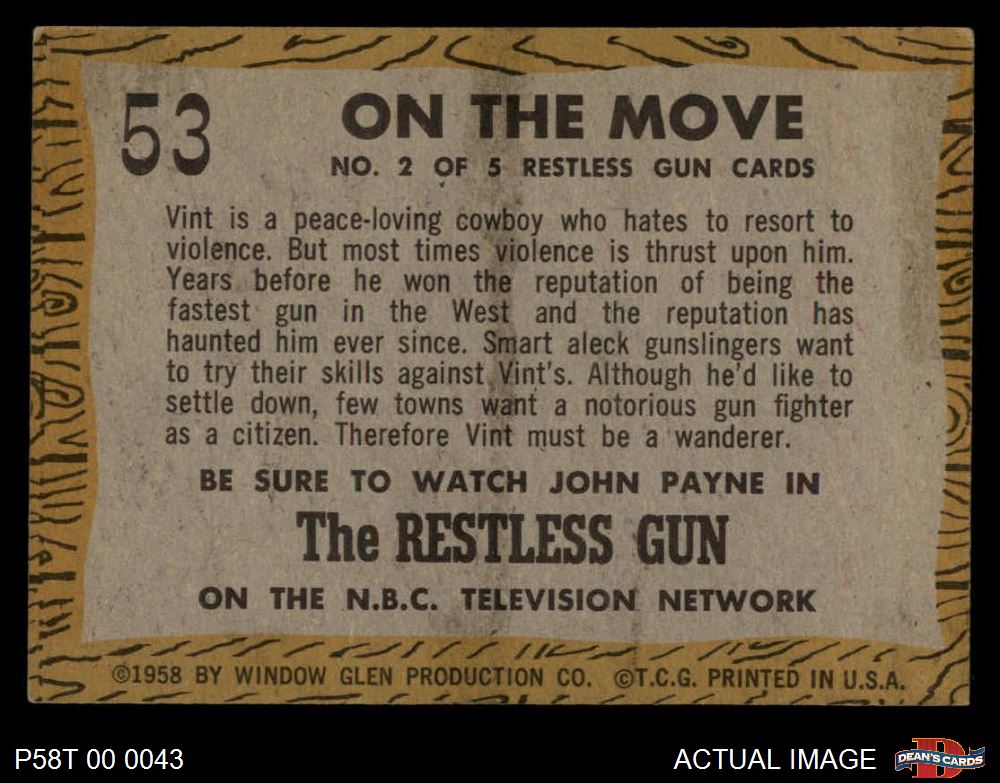 53
ON THE MOVE
NO. 2 OF 5 RESTLESS GUN CARDS
Vint is a peace-loving cowboy who hates to resort to
violence. But most times violence is thrust upon him.
Years before he won the reputation of being the
fastest gun in the West and the reputation has
haunted him ever since. Smart aleck gunslingers want
to try their skills against Vint's. Although he'd like to
settle down, few towns want a notorious gun fighter
as a citizen. Therefore Vint must be a wanderer.
BE SURE TO WATCH JOHN PAYNE IN
The RESTLESS GUN
ON THE N.B.C. TELEVISION NETWORK
©1958 BY WINDOW GLEN PRODUCTION CO. ©T.C.G. PRINTED IN U.S.A.
P58T 00 0043
ACTUAL IMAGE
D
DEAN'S CARDS